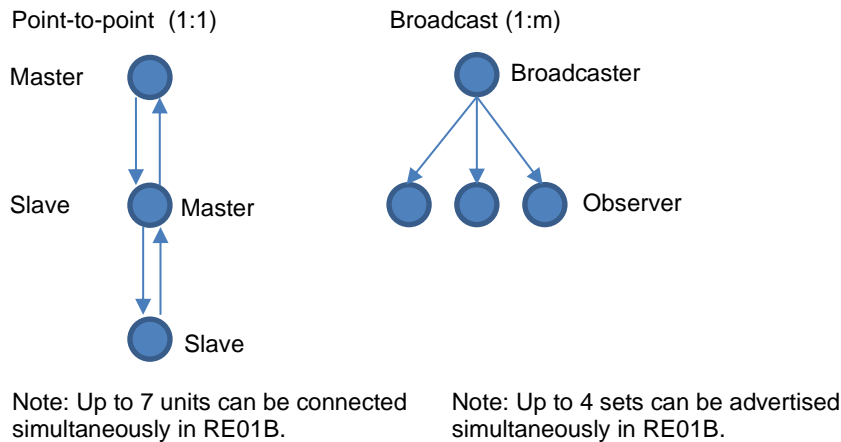 Point-to-point (1:1)
Broadcast (1:m)
Master
Broadcaster
Slave
Master
Observer
Slave
Note: Up to 7 units can be connected
simultaneously in RE01B.
Note: Up to 4 sets can be advertised
simultaneously in RE01B.